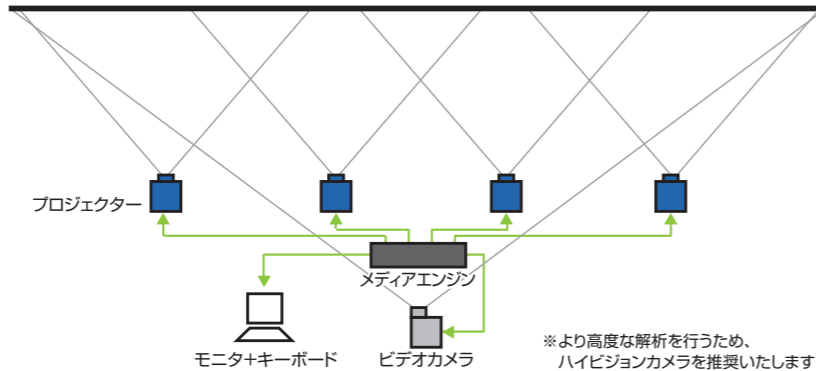 プロジェクター
メディアエンジン
モニタ+キーボード
ビデオカメラ
※より高度な解析を行うため、
ハイビジョンカメラを推奨いたします